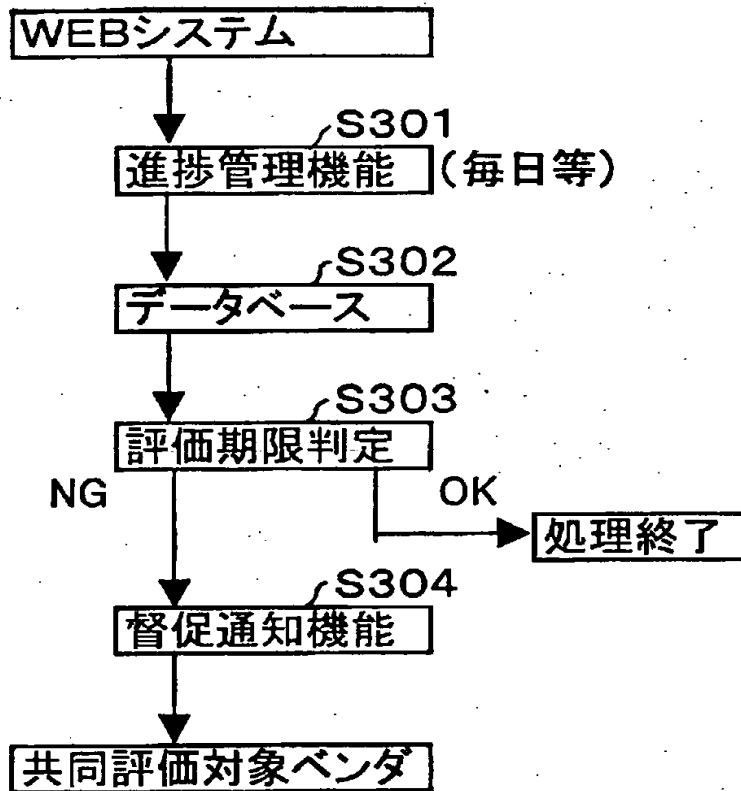 WEBシステム
S301
進捗管理機能 (毎日等)
S302
データベース
S303
評価期限判定
NG
OK
処理終了
S304
督促通知機能
共同評価対象ベンダ